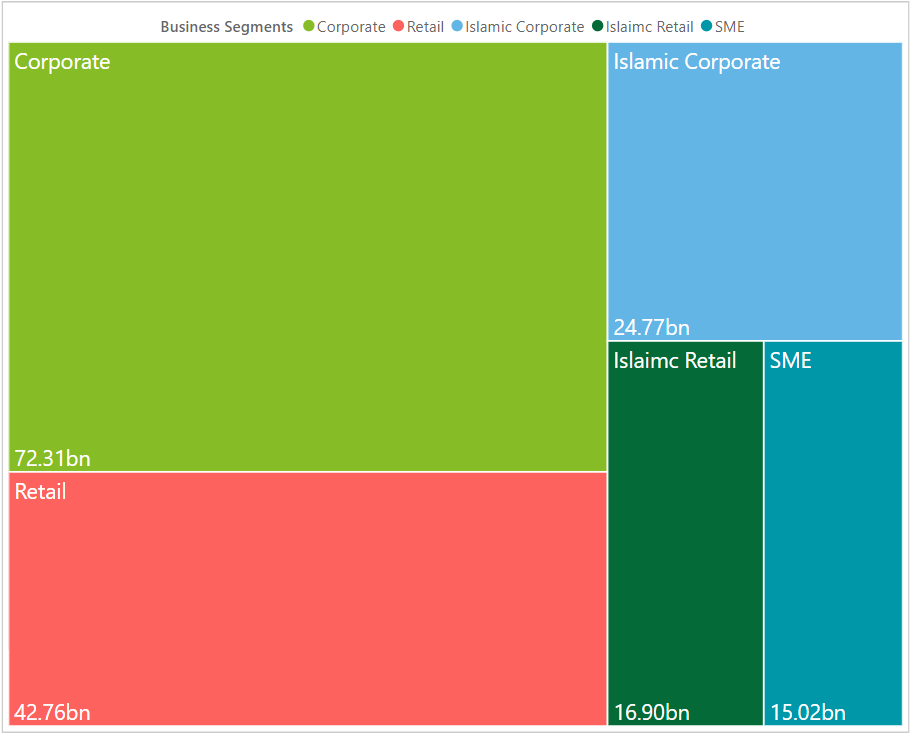 Business Segments Corporate Retail Islamic Corporate Islaimc Retail SME
Corporate
72.31bn
Retail
42.76bn
Islamic Corporate
24.77bn
Islaimc Retail
16.90bn
SME
15.02bn